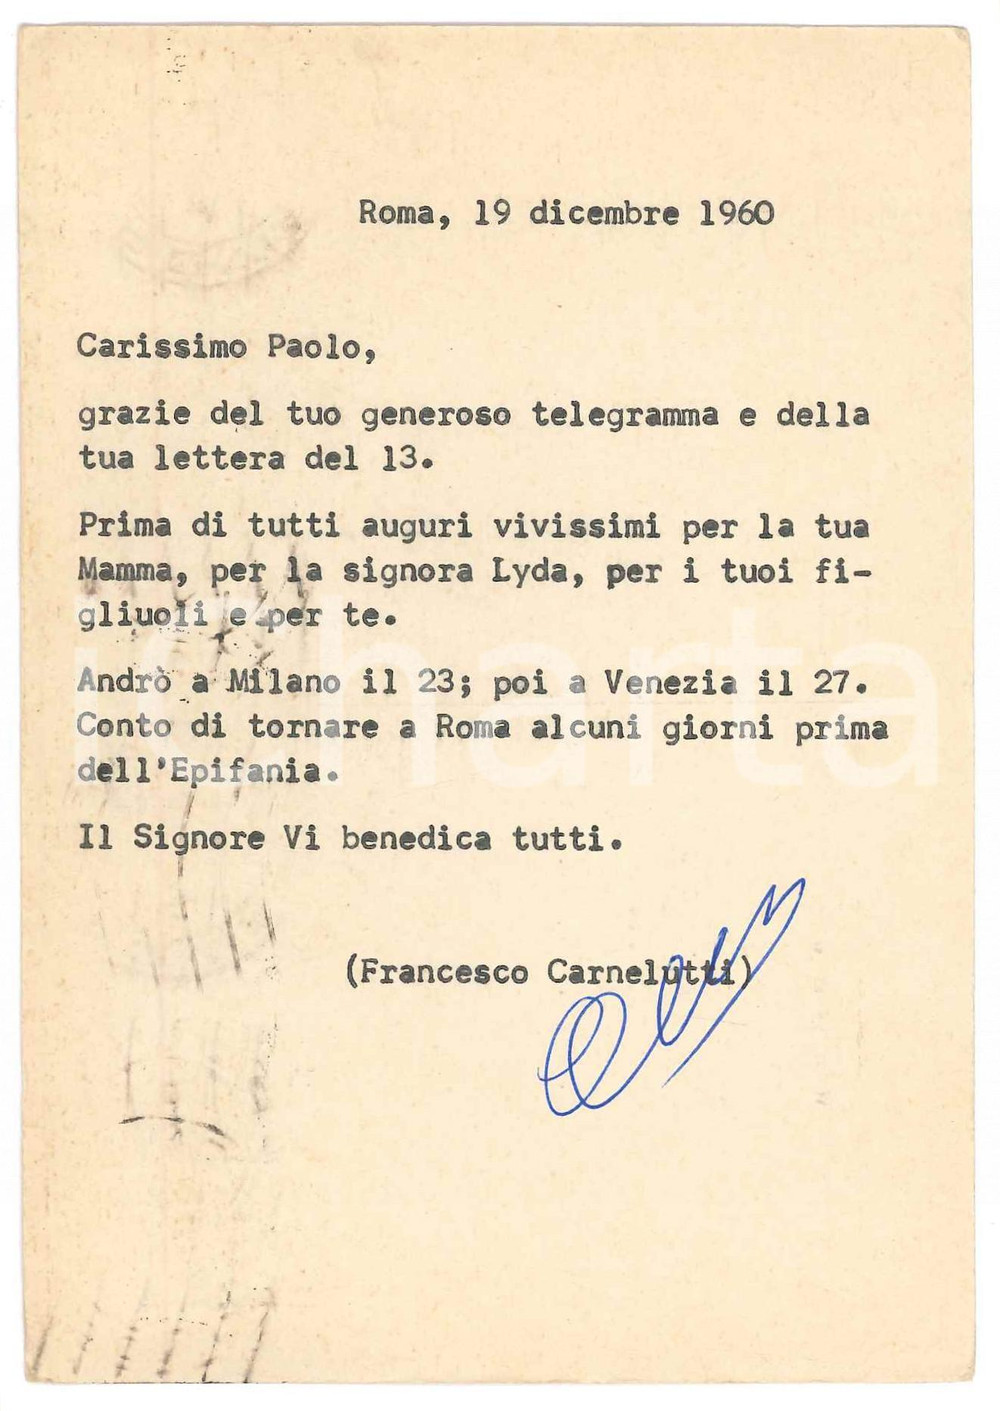 Roma, 19 dicembre 1960
Carissimo Paolo,
grazie del tuo generoso telegramma e della
tua lettera del 13.
Prima di tutti auguri vivissimi per la tua
Mamma, per la signora Lyda, per i tuoi fi-
gliuoli e per te.
Andrò a Milano il 23; poi a Venezia il 27.
Conto di tornare a Roma alcuni giorni prima
dell'Epifania.
Il Signore Vi benedica tutti.
(Francesco Carnelutti)